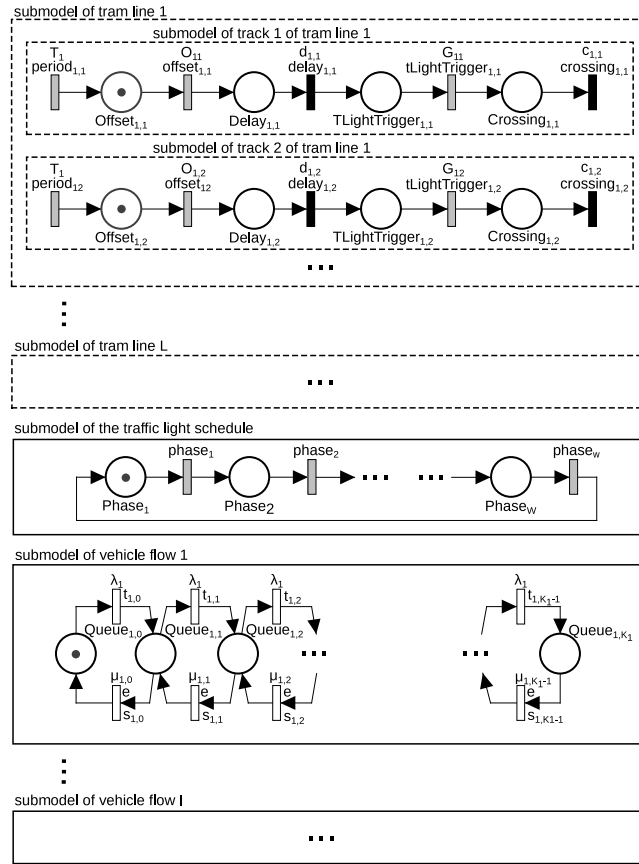 submodel of tram line 1
submodel of track 1 of tram line 1
T1 O11 d1,1 G11 c1,1
period1,1 offset1,1 delay1,1 tLightTrigger1,1 crossing1,1
Offset1,1 Delay1,1 TLightTrigger1,1 Crossing1,1
submodel of track 2 of tram line 1
T1 O1,2 d1,2 G12 c1,2
period12 offset12 delay1,2 tLightTrigger1,2 crossing1,2
Offset1,2 Delay1,2 TLightTrigger1,2 Crossing1,2
...
submodel of tram line L
...
submodel of the traffic light schedule
phase1 phase2 phasew
... ...
Phase1 Phase2 Phasew
submodel of vehicle flow 1
λ1 λ1 λ1 λ1
t1,0 t1,1 t1,2 t1,K1-1
Queue1,0 Queue1,1 Queue1,2 Queue1,K1
... ...
μ1,0 μ1,1 μ1,2 μ1,K1-1
e e e e
s1,0 s1,1 s1,2 s1,K1-1
submodel of vehicle flow I
...